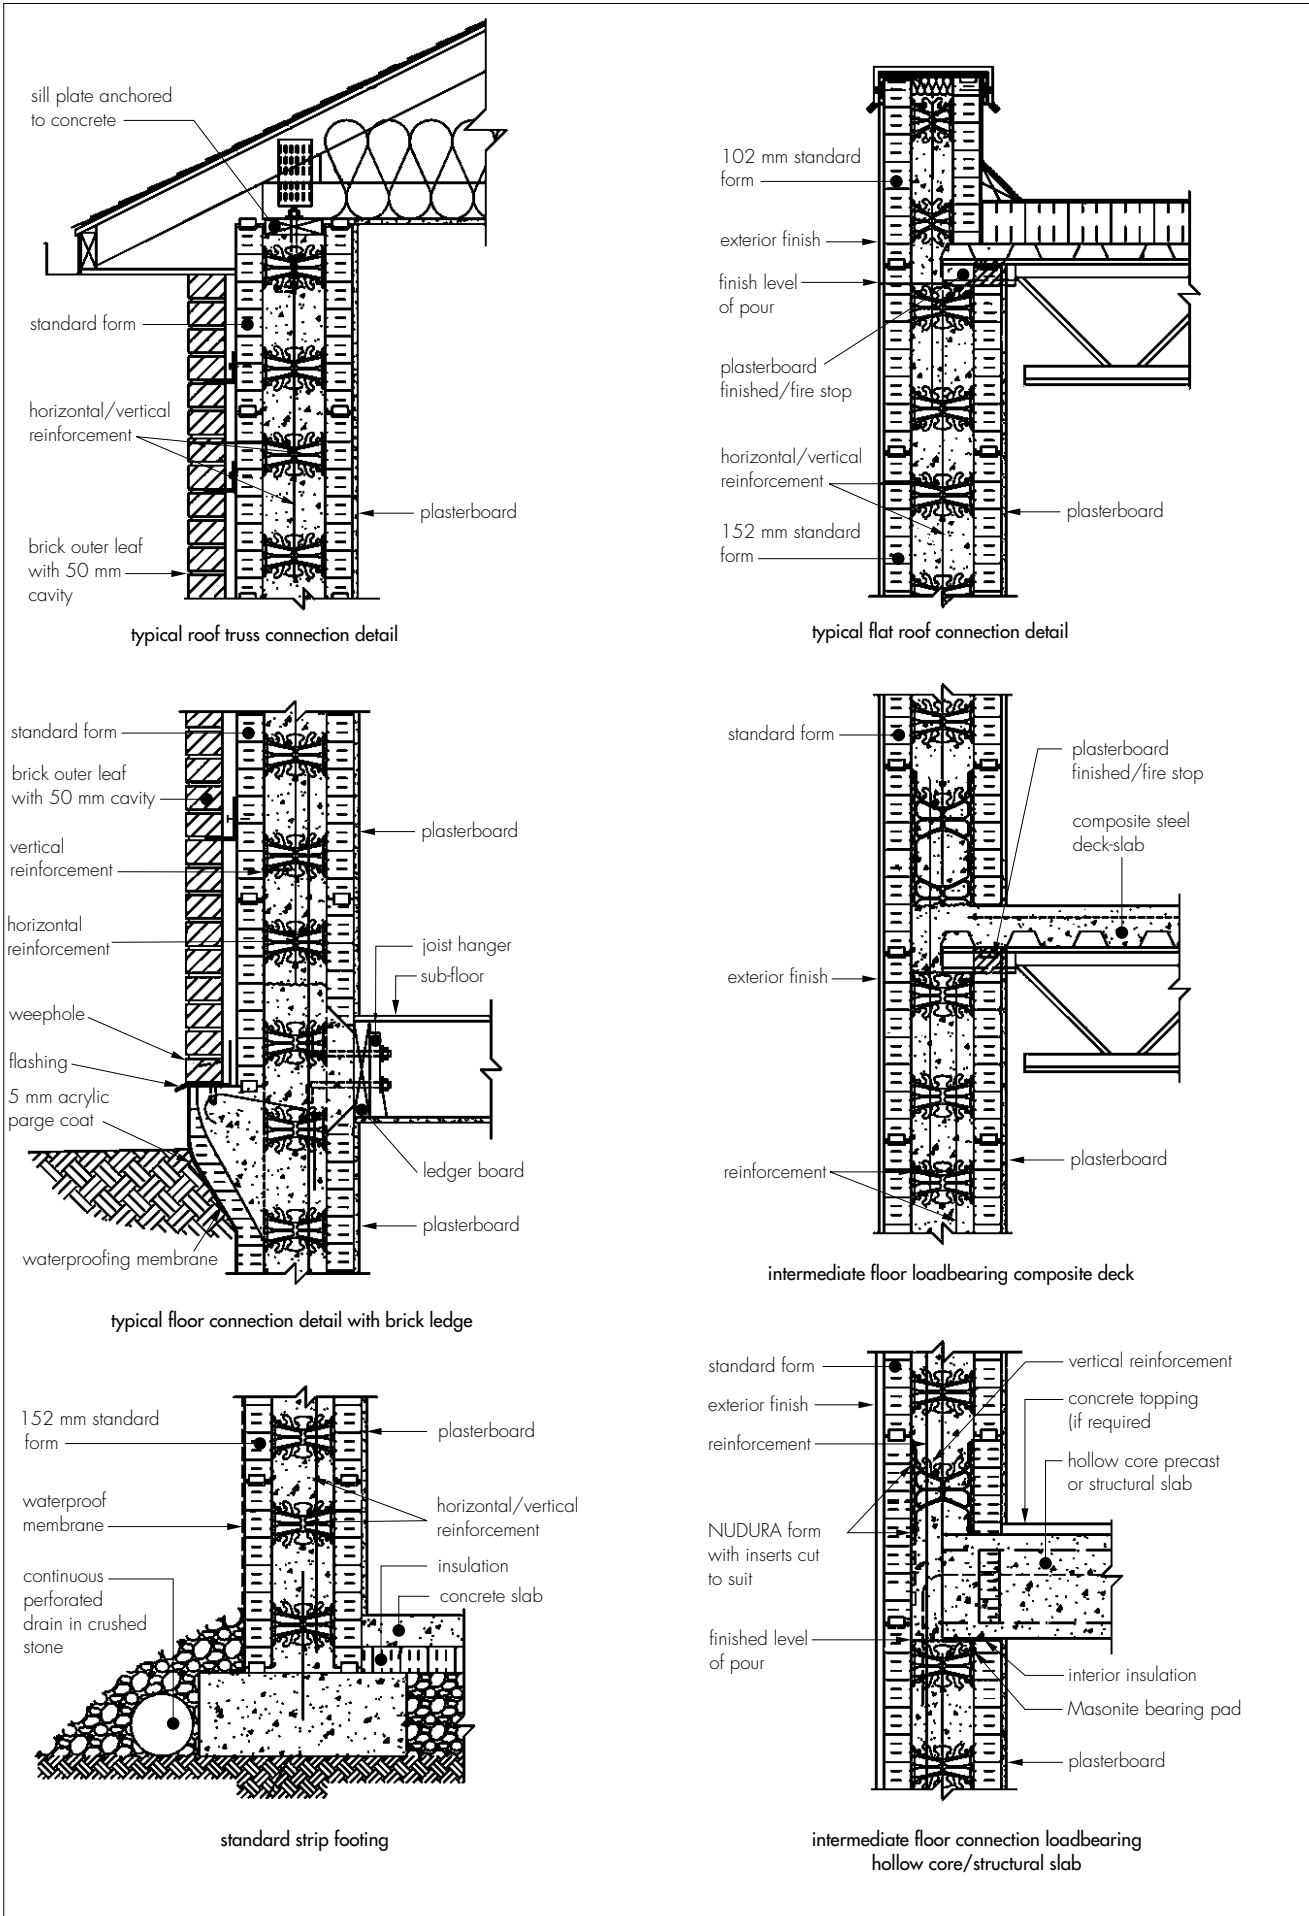 sill plate anchored
to concrete
standard form
horizontal/vertical
reinforcement
plasterboard
brick outer leaf
with 50 mm
cavity
typical roof truss connection detail
102 mm standard
form
exterior finish
finish level
of pour
plasterboard
finished/fire stop
horizontal/vertical
reinforcement
plasterboard
152 mm standard
form
typical flat roof connection detail
standard form
brick outer leaf
with 50 mm cavity
plasterboard
vertical
reinforcement
horizontal
reinforcement
joist hanger
sub-floor
weephole
flashing
5 mm acrylic
parge coat
ledger board
plasterboard
waterproofing membrane
typical floor connection detail with brick ledge
standard form
plasterboard
finished/fire stop
composite steel
deck-slab
exterior finish
plasterboard
reinforcement
intermediate floor loadbearing composite deck
152 mm standard
form
plasterboard
waterproof
membrane
horizontal/vertical
reinforcement
insulation
concrete slab
continuous
perforated
drain in crushed
stone
standard strip footing
standard form
vertical reinforcement
exterior finish
concrete topping
(if required
reinforcement
hollow core precast
or structural slab
NUDURA form
with inserts cut
to suit
finished level
of pour
interior insulation
Masonite bearing pad
plasterboard
intermediate floor connection loadbearing
hollow core/structural slab